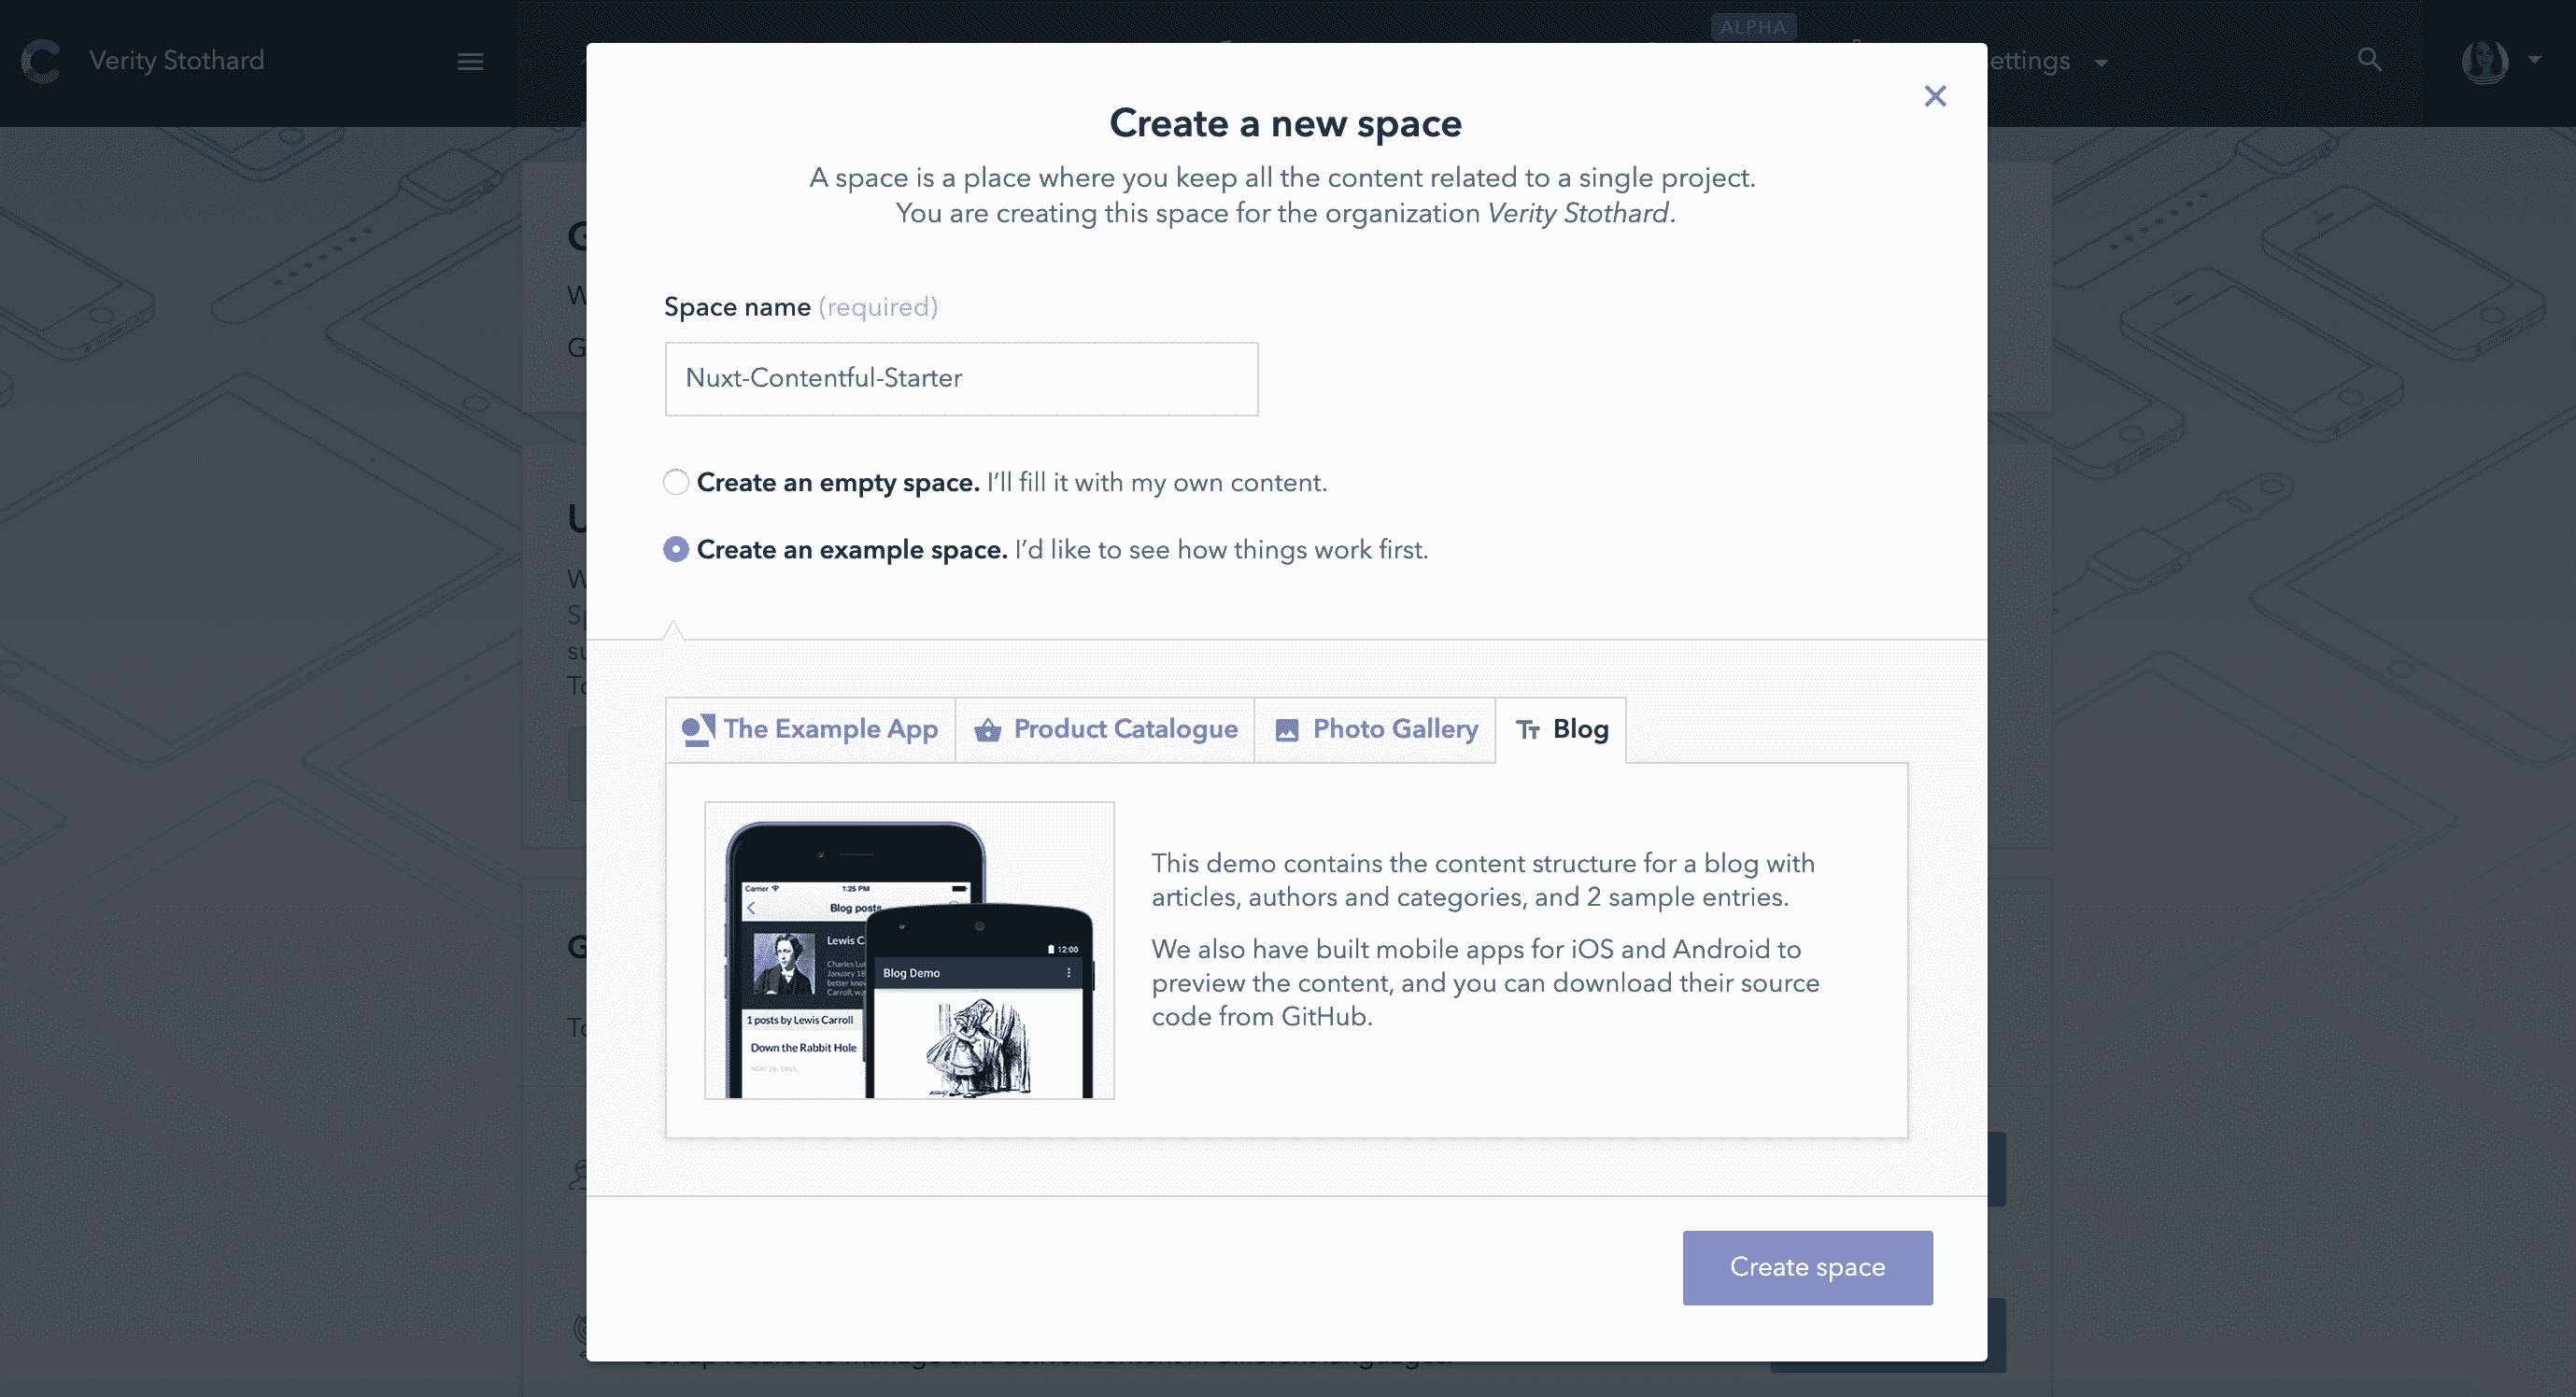 ALPHA
Verity Stothard
ettings
Create a new space
A space is a place where you keep all the content related to a single project.
You are creating this space for the organization Verity Stothard.
Space name (required)
Nuxt-Contentful-Starter
Create an empty space. I'll fill it with my own content.
Create an example space. I'd like to see how things work first.
The Example App
Product Catalogue
Photo Gallery
Blog
Carrier
1:25 PM
Blog posts
Lewis C
Charles Lut
January 18
better know
Carroll, wa
1 posts by Lewis Carroll
Down the Rabbit Hole
NOV 26, 1865,
12:00
Blog Demo
This demo contains the content structure for a blog with
articles, authors and categories, and 2 sample entries.
We also have built mobile apps for iOS and Android to
preview the content, and you can download their source
code from GitHub.
Create space